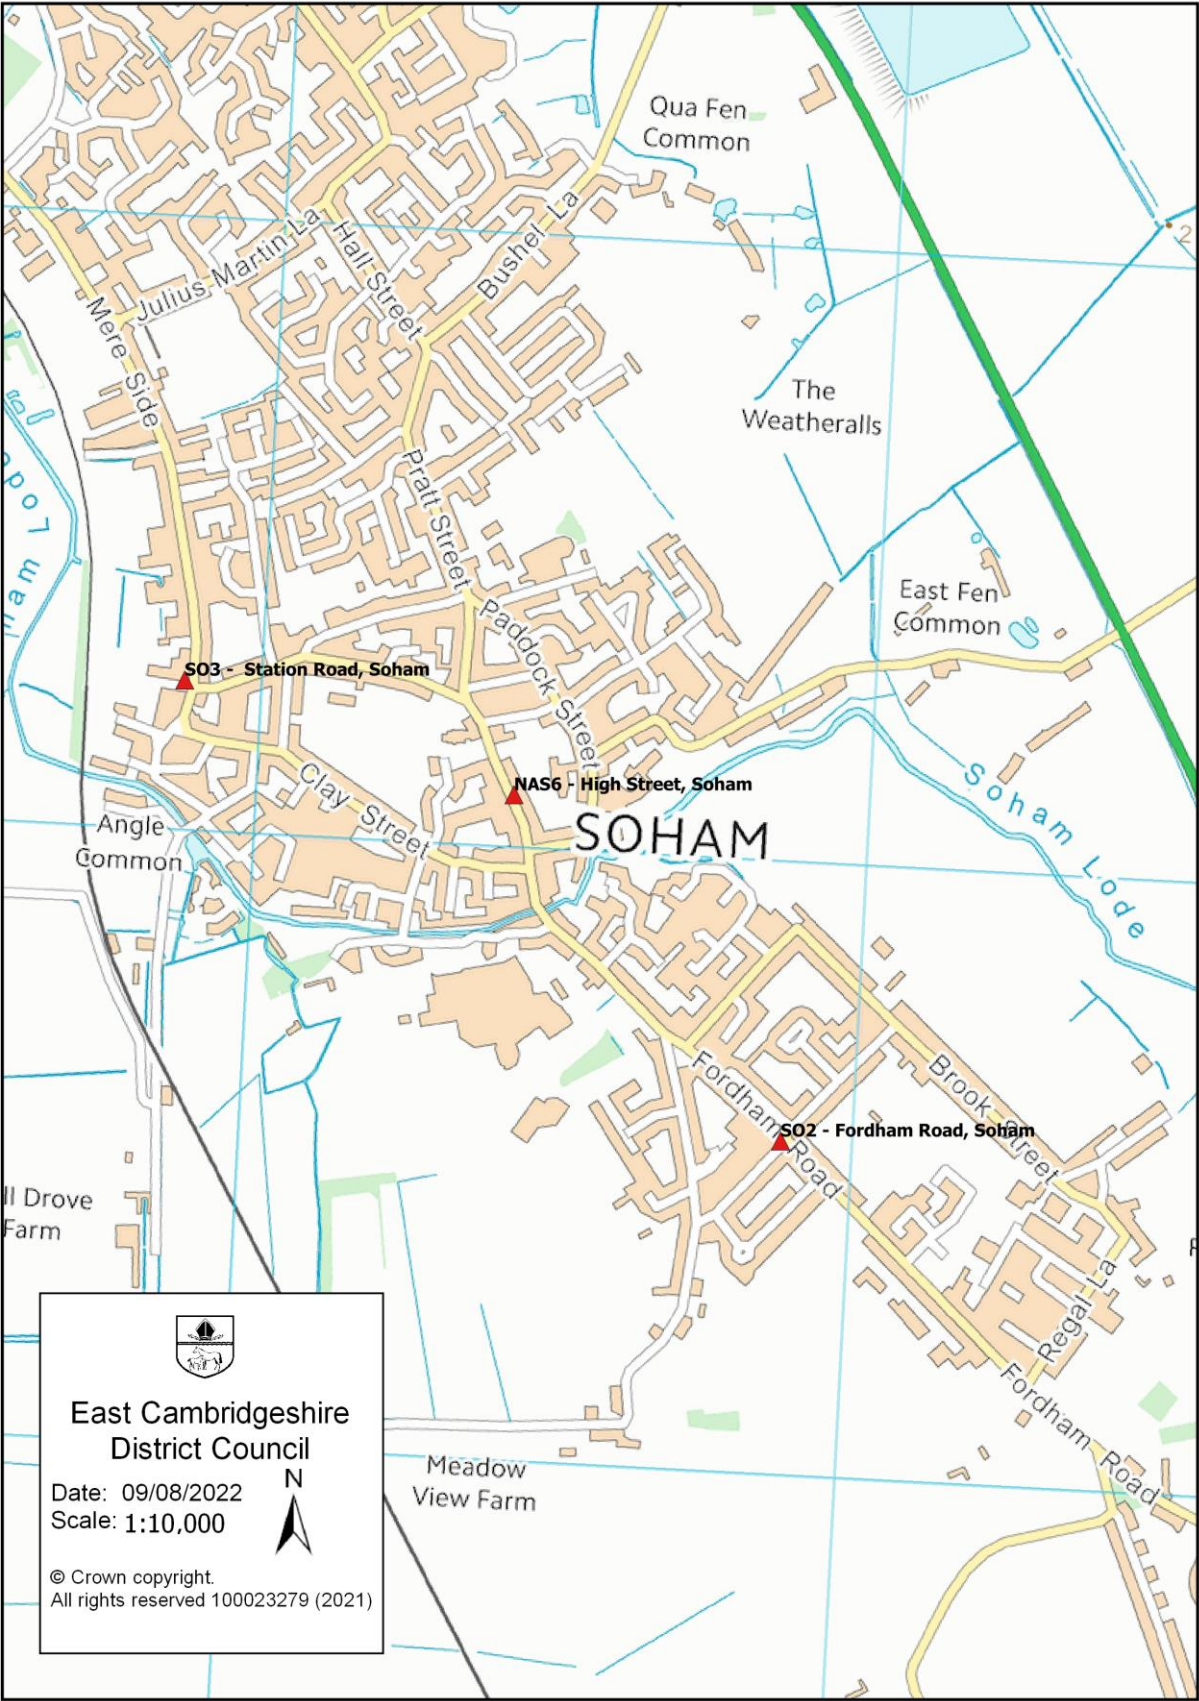 Qua Fen
Common
2
Julius Martin La
Hall Street
Bushel La
Mere Side
The
Weatheralls
Pratt Street
East Fen
Common
Paddock Street
SO3 - Station Road, Soham
NAS6 - High Street, Soham
Clay Street
SOHAM
Soham Lode
Angle
Common
Fordham Road
Brook Street
SO2 - Fordham Road, Soham
ll Drove
Farm
Regal La
Fordham Road
Meadow
View Farm
East Cambridgeshire
District Council
N
Date: 09/08/2022
Scale: 1:10,000
© Crown copyright.
All rights reserved 100023279 (2021)